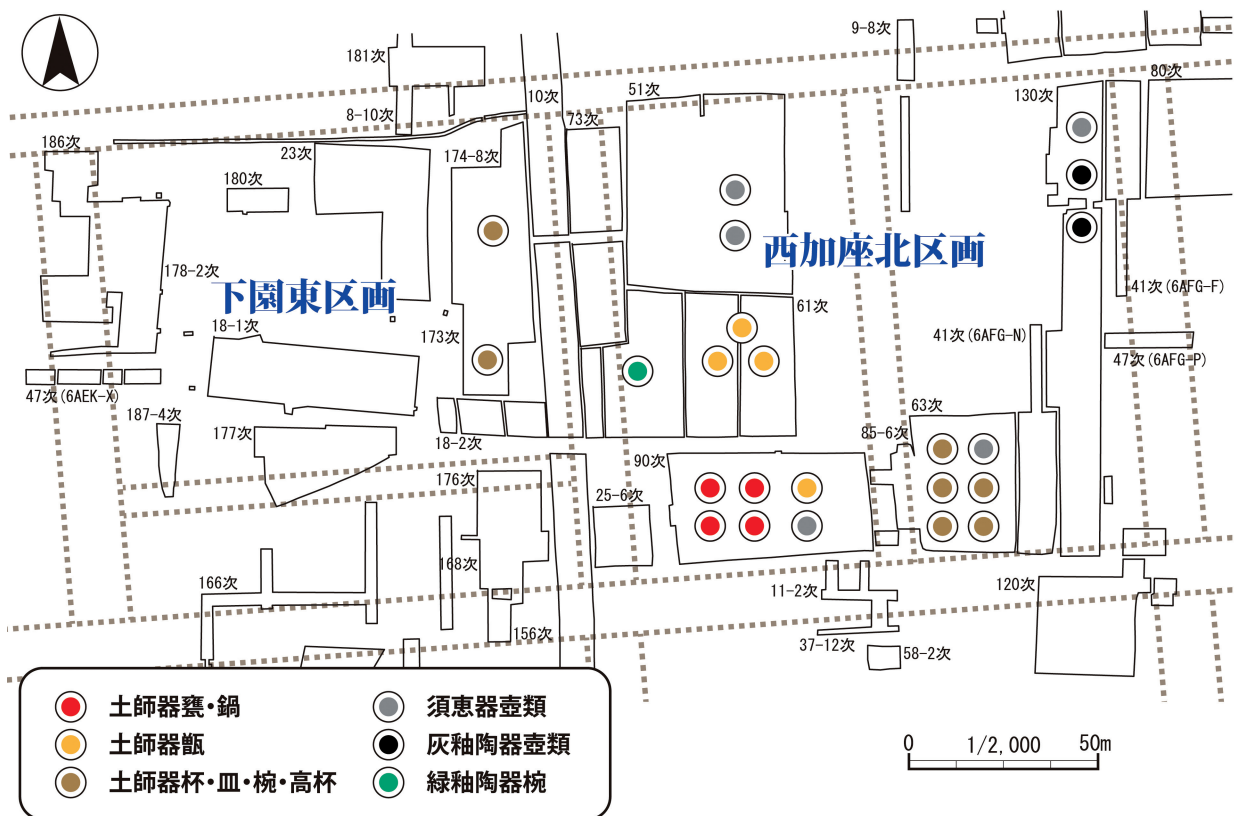 9-8次
181次
80次
51次
130次
10次
8-10次
73次
186次
23次
174-8次
180次
西加座北区画
178-2次
下園東区画
41次(6AFG-F)
61次
18-1次
173次
41次(6AFG-N)
47次(6AFG-P)
47次(6AEK-X)
187-4次
63次
177次
18-2次
85-6次
90次
176次
25-6次
168次
166次
11-2次
120次
156次
37-12次
58-2次
土師器甕・鍋
土師器甑
土師器杯・皿・椀・高杯
須恵器壺類
灰釉陶器壺類
緑釉陶器椀
0 1/2,000 50m